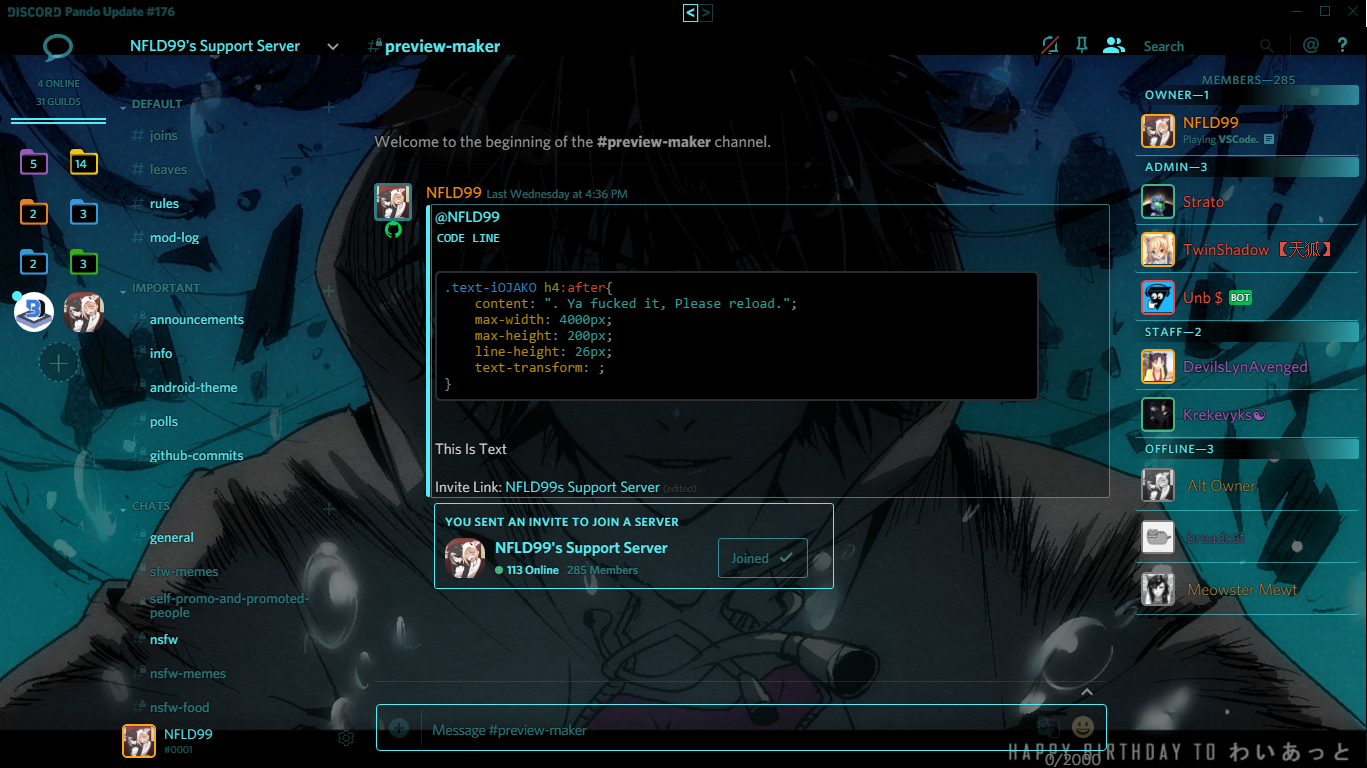 DISCORD Pando Update #176
< >
NFLD99's Support Server
#preview-maker
Search
@ ?
4 ONLINE
31 GUILDS
5
14
2
3
2
3
DEFAULT
joins
leaves
rules
mod-log
IMPORTANT
announcements
info
android-theme
polls
github-commits
CHATS
general
sfw-memes
self-promo-and-promoted-
people
nsfw
nsfw-memes
nsfw-food
NFLD99
#0001
Welcome to the beginning of the #preview-maker channel.
NFLD99 Last Wednesday at 4:36 PM
@NFLD99
CODE LINE
.text-iOJAKO h4:after{
content: ". Ya fucked it, Please reload.";
max-width: 4000px;
max-height: 200px;
line-height: 26px;
text-transform: ;
}
This Is Text
Invite Link: NFLD99s Support Server (edited)
YOU SENT AN INVITE TO JOIN A SERVER
NFLD99's Support Server
113 Online 285 Members
Joined
Message #preview-maker
0/2000
MEMBERS—285
OWNER—1
NFLD99
Playing VSCode.
ADMIN—3
Strato
TwinShadow 【天狐】
Unb $ BOT
STAFF—2
DevilsLynAvenged
Krekevyks☯
OFFLINE—3
Alt Owner
breadcat
Meowster Mewt
HAPPY BIRTHDAY TO わいあっと